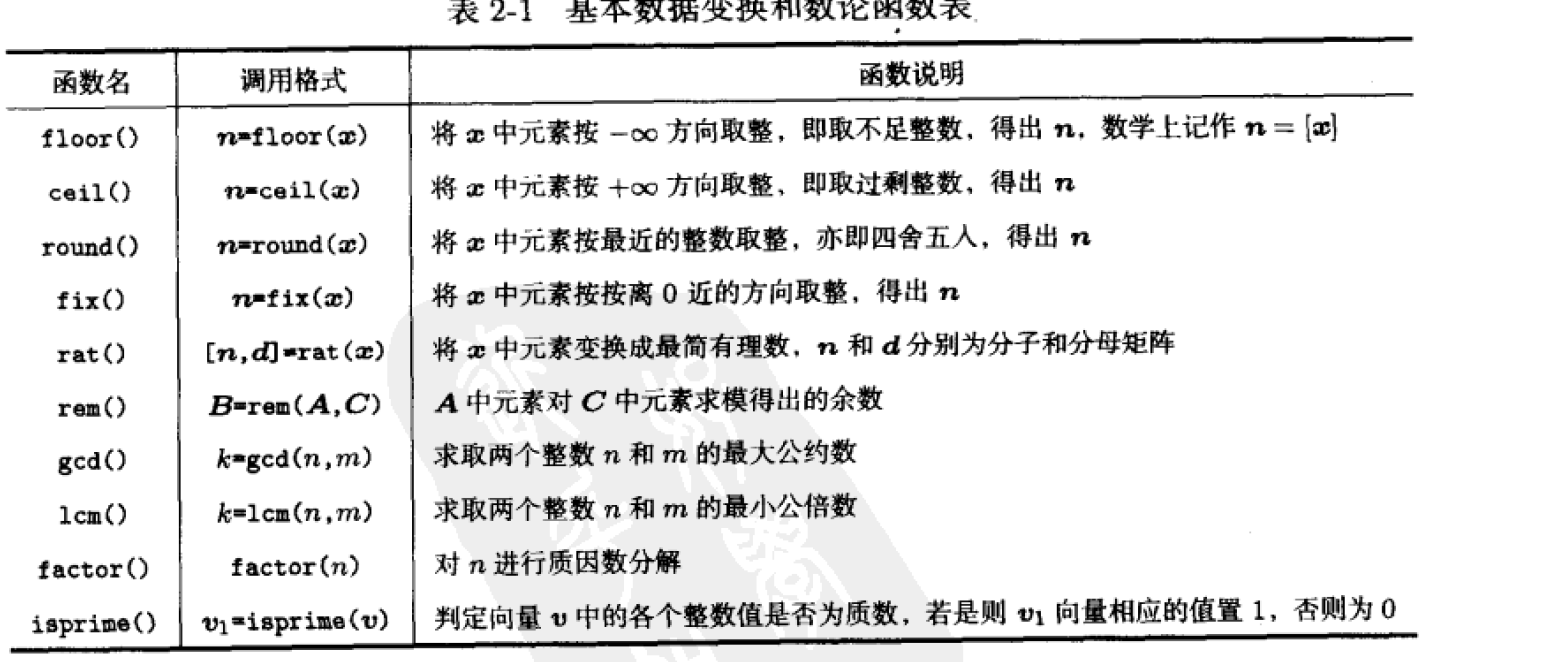 表 2-1 基本数据变换和数论函数表
函数名 调用格式 函数说明
floor() n=floor(x) 将 x 中元素按 −∞ 方向取整，即取不足整数，得出 n，数学上记作 n = [x]
ceil() n=ceil(x) 将 x 中元素按 +∞ 方向取整，即取过剩整数，得出 n
round() n=round(x) 将 x 中元素按最近的整数取整，亦即四舍五人，得出 n
fix() n=fix(x) 将 x 中元素按按离 0 近的方向取整，得出 n
rat() [n,d]=rat(x) 将 x 中元素变换成最简有理数，n 和 d 分别为分子和分母矩阵
rem() B=rem(A,C) A 中元素对 C 中元素求模得出的余数
gcd() k=gcd(n,m) 求取两个整数 n 和 m 的最大公约数
lcm() k=lcm(n,m) 求取两个整数 n 和 m 的最小公倍数
factor() factor(n) 对 n 进行质因数分解
isprime() v₁=isprime(v) 判定向量 v 中的各个整数值是否为质数，若是则 v₁ 向量相应的值置 1，否则为 0